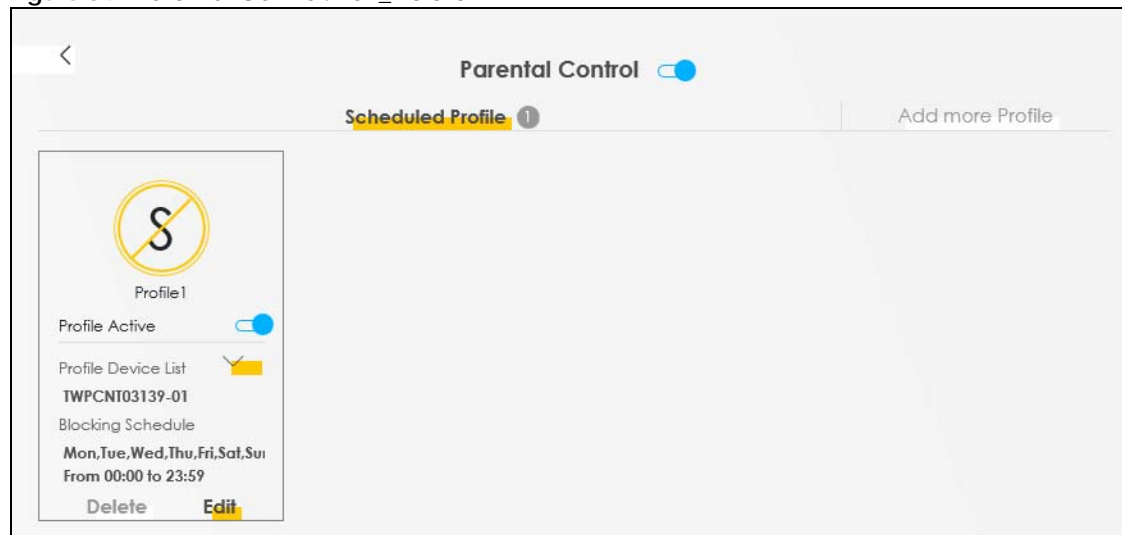 Parental Control
Scheduled Profile 1
Add more Profile
S
Profile1
Profile Active
Profile Device List
TWPCNT03139-01
Blocking Schedule
Mon,Tue,Wed,Thu,Fri,Sat,Sun
From 00:00 to 23:59
Delete Edit